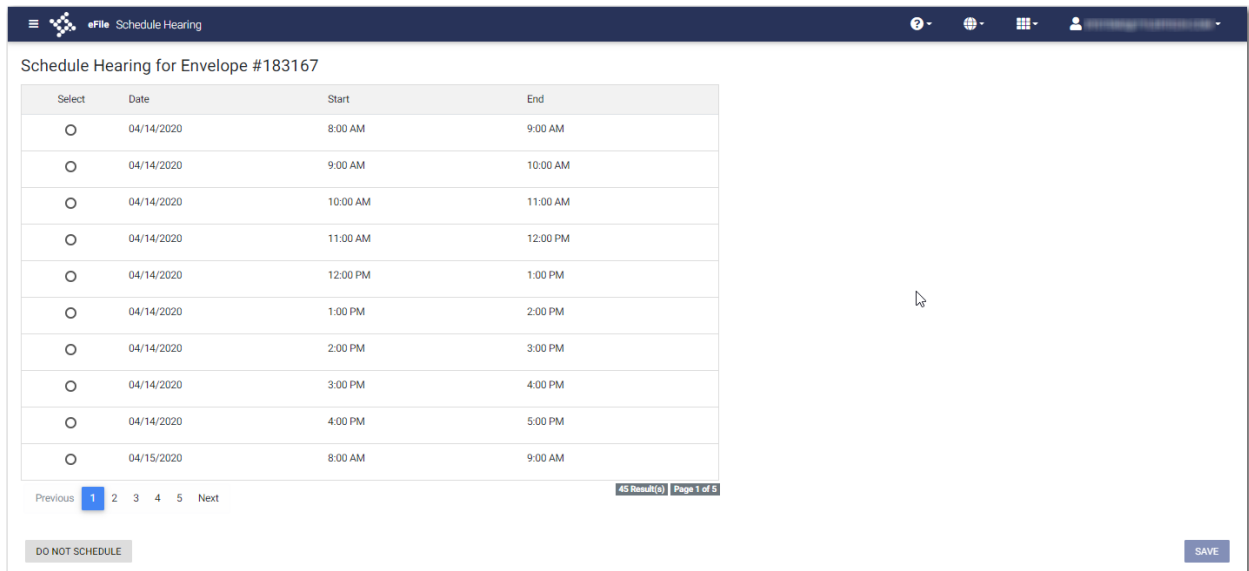 eFile Schedule Hearing
Schedule Hearing for Envelope #183167
Select Date Start End
04/14/2020 8:00 AM 9:00 AM
04/14/2020 9:00 AM 10:00 AM
04/14/2020 10:00 AM 11:00 AM
04/14/2020 11:00 AM 12:00 PM
04/14/2020 12:00 PM 1:00 PM
04/14/2020 1:00 PM 2:00 PM
04/14/2020 2:00 PM 3:00 PM
04/14/2020 3:00 PM 4:00 PM
04/14/2020 4:00 PM 5:00 PM
04/15/2020 8:00 AM 9:00 AM
Previous 1 2 3 4 5 Next 45 Result(s) Page 1 of 5
DO NOT SCHEDULE SAVE